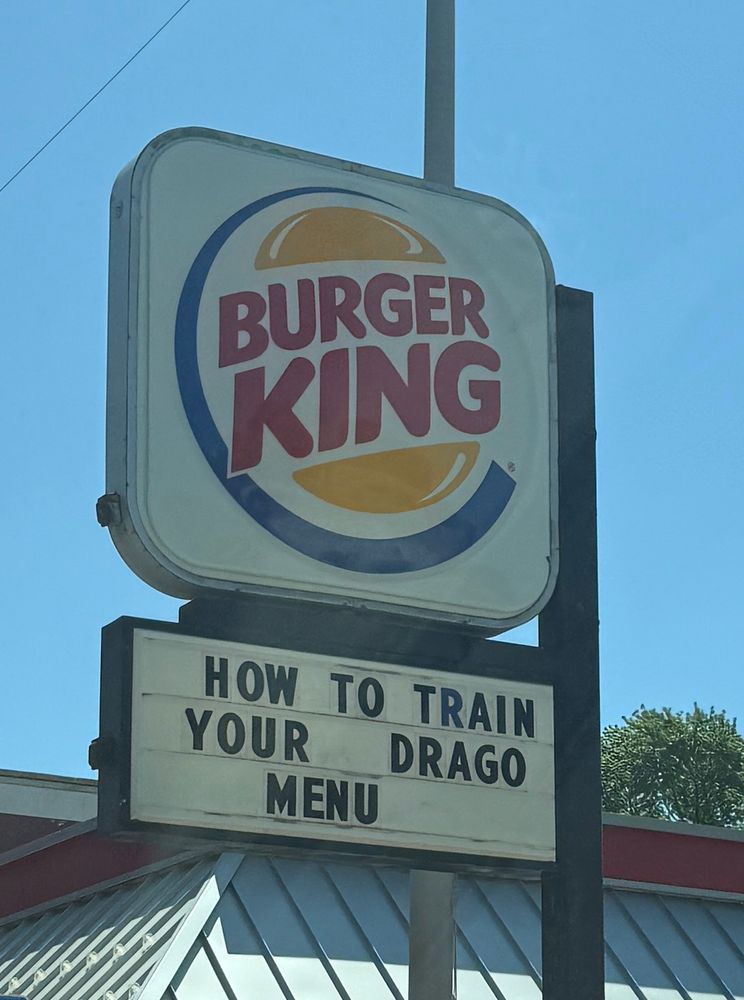 BURGER
KING
®
HOW TO TRAIN
YOUR DRAGO
MENU